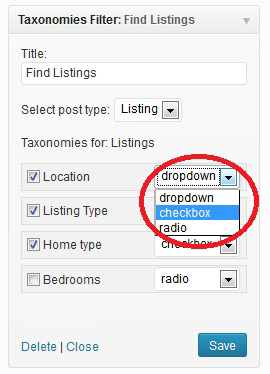 Taxonomies Filter: Find Listings
Title:
Find Listings
Select post type: Listing
Taxonomies for: Listings
Location dropdown
dropdown
checkbox
radio
Listing Type
Home type checkbox
Bedrooms radio
Delete | Close Save